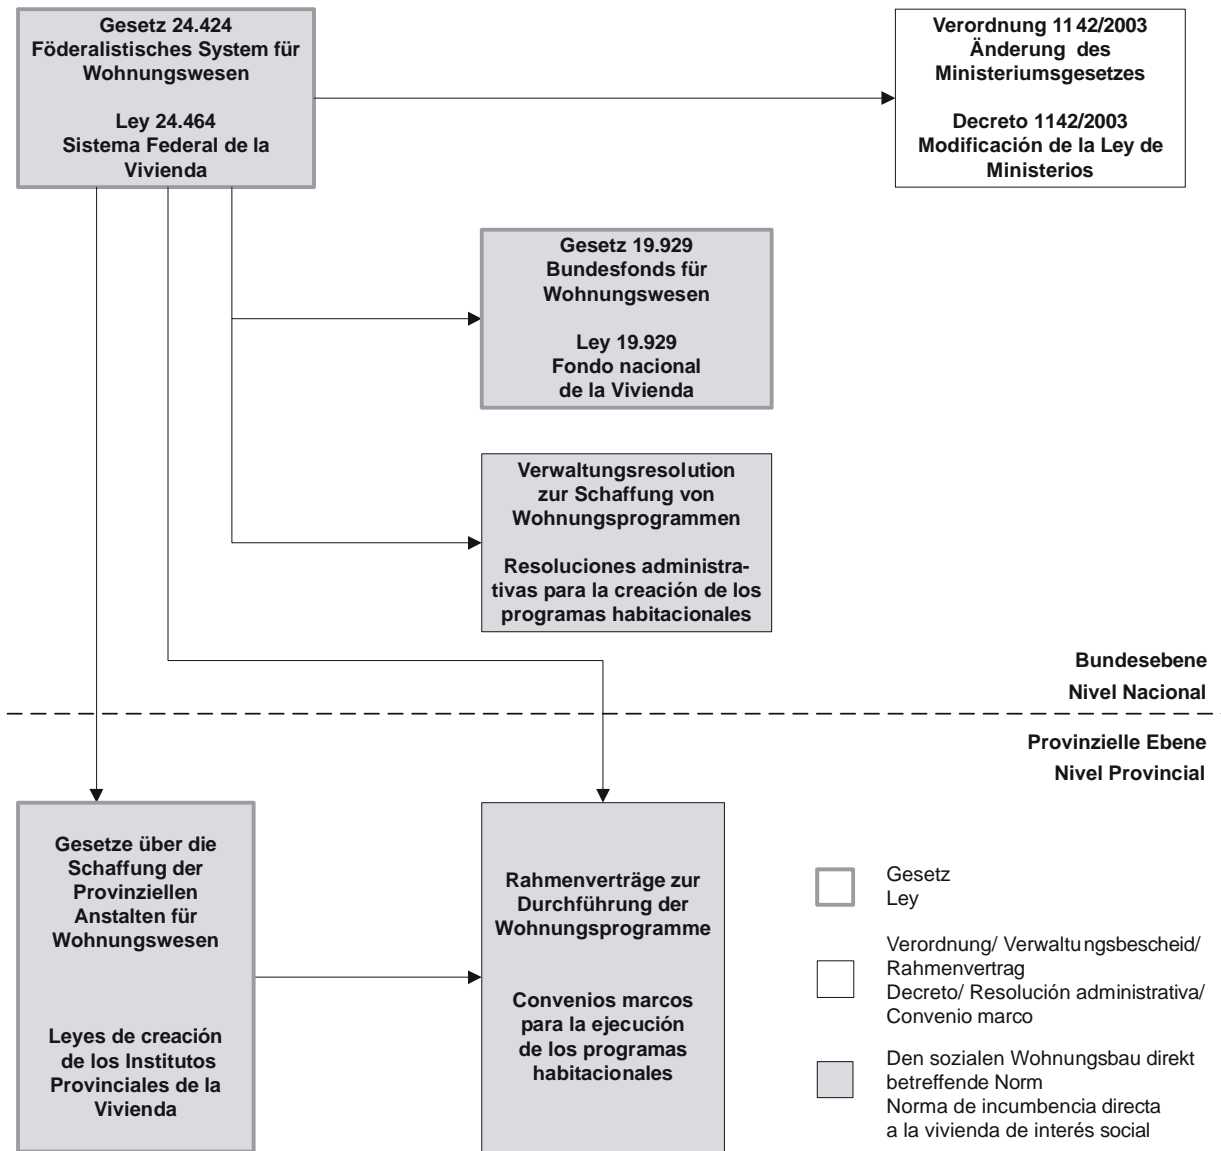 Gesetz 24.424
Föderalistisches System für
Wohnungswesen
Ley 24.464
Sistema Federal de la
Vivienda
Verordnung 1142/2003
Änderung des
Ministeriumsgesetzes
Decreto 1142/2003
Modificación de la Ley de
Ministerios
Gesetz 19.929
Bundesfonds für
Wohnungswesen
Ley 19.929
Fondo nacional
de la Vivienda
Verwaltungsresolution
zur Schaffung von
Wohnungsprogrammen
Resoluciones administra-
tivas para la creación de los
programas habitacionales
Bundesebene
Nivel Nacional
Provinzielle Ebene
Nivel Provincial
Gesetze über die
Schaffung der
Provinziellen
Anstalten für
Wohnungswesen
Leyes de creación
de los Institutos
Provinciales de la
Vivienda
Rahmenverträge zur
Durchführung der
Wohnungsprogramme
Convenios marcos
para la ejecución
de los programas
habitacionales
Gesetz
Ley
Verordnung/ Verwaltungsbescheid/
Rahmenvertrag
Decreto/ Resolución administrativa/
Convenio marco
Den sozialen Wohnungsbau direkt
betreffende Norm
Norma de incumbencia directa
a la vivienda de interés social